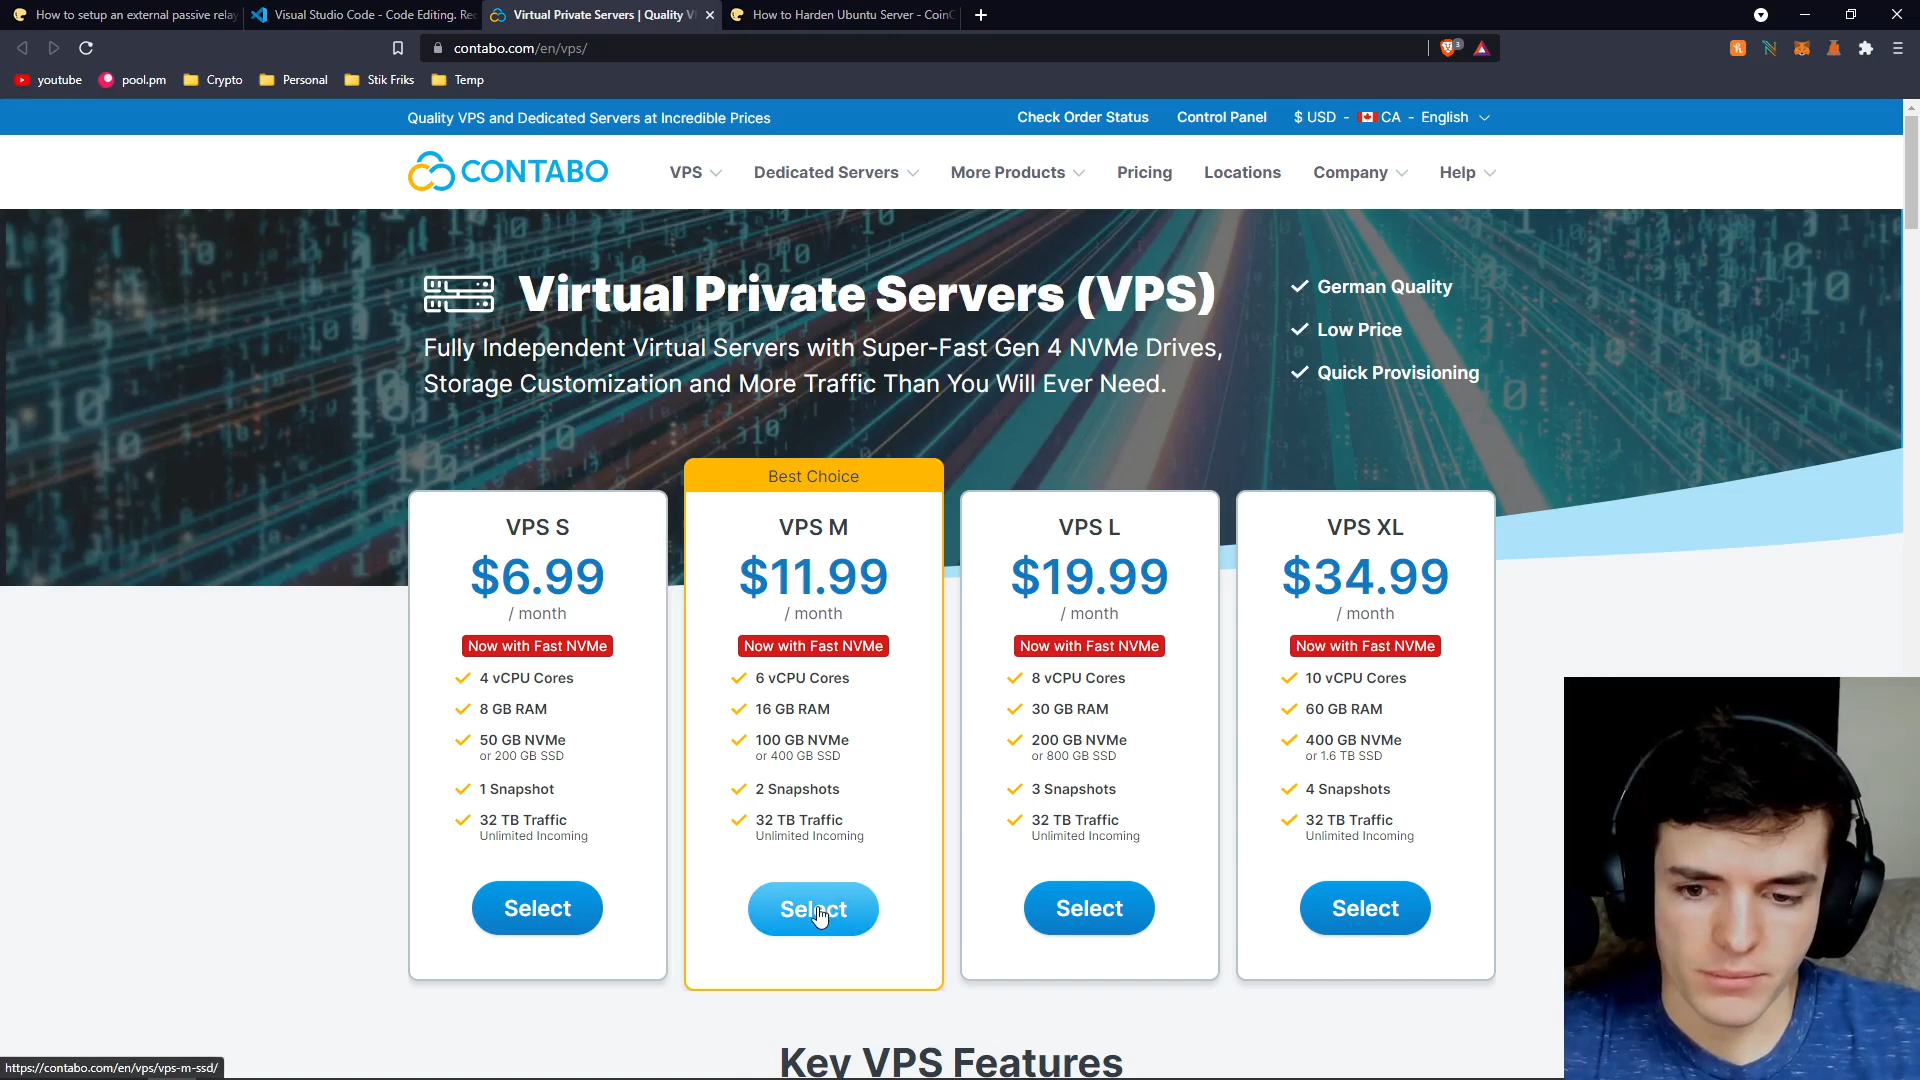 How to setup an external passive relay
Visual Studio Code - Code Editing. Re
Virtual Private Servers | Quality V
How to Harden Ubuntu Server - Coin
contabo.com/en/vps/
3
youtube
pool.pm
Crypto
Personal
Stik Friks
Temp
Quality VPS and Dedicated Servers at Incredible Prices
Check Order Status
Control Panel
$ USD - CA - English
CONTABO
VPS
Dedicated Servers
More Products
Pricing
Locations
Company
Help
Virtual Private Servers (VPS)
Fully Independent Virtual Servers with Super-Fast Gen 4 NVMe Drives,
Storage Customization and More Traffic Than You Will Ever Need.
German Quality
Low Price
Quick Provisioning
VPS S
$6.99
/ month
Now with Fast NVMe
4 vCPU Cores
8 GB RAM
50 GB NVMe
or 200 GB SSD
1 Snapshot
32 TB Traffic
Unlimited Incoming
Select
Best Choice
VPS M
$11.99
/ month
Now with Fast NVMe
6 vCPU Cores
16 GB RAM
100 GB NVMe
or 400 GB SSD
2 Snapshots
32 TB Traffic
Unlimited Incoming
Select
VPS L
$19.99
/ month
Now with Fast NVMe
8 vCPU Cores
30 GB RAM
200 GB NVMe
or 800 GB SSD
3 Snapshots
32 TB Traffic
Unlimited Incoming
Select
VPS XL
$34.99
/ month
Now with Fast NVMe
10 vCPU Cores
60 GB RAM
400 GB NVMe
or 1.6 TB SSD
4 Snapshots
32 TB Traffic
Unlimited Incoming
Select
Key VPS Features
https://contabo.com/en/vps/vps-m-ssd/